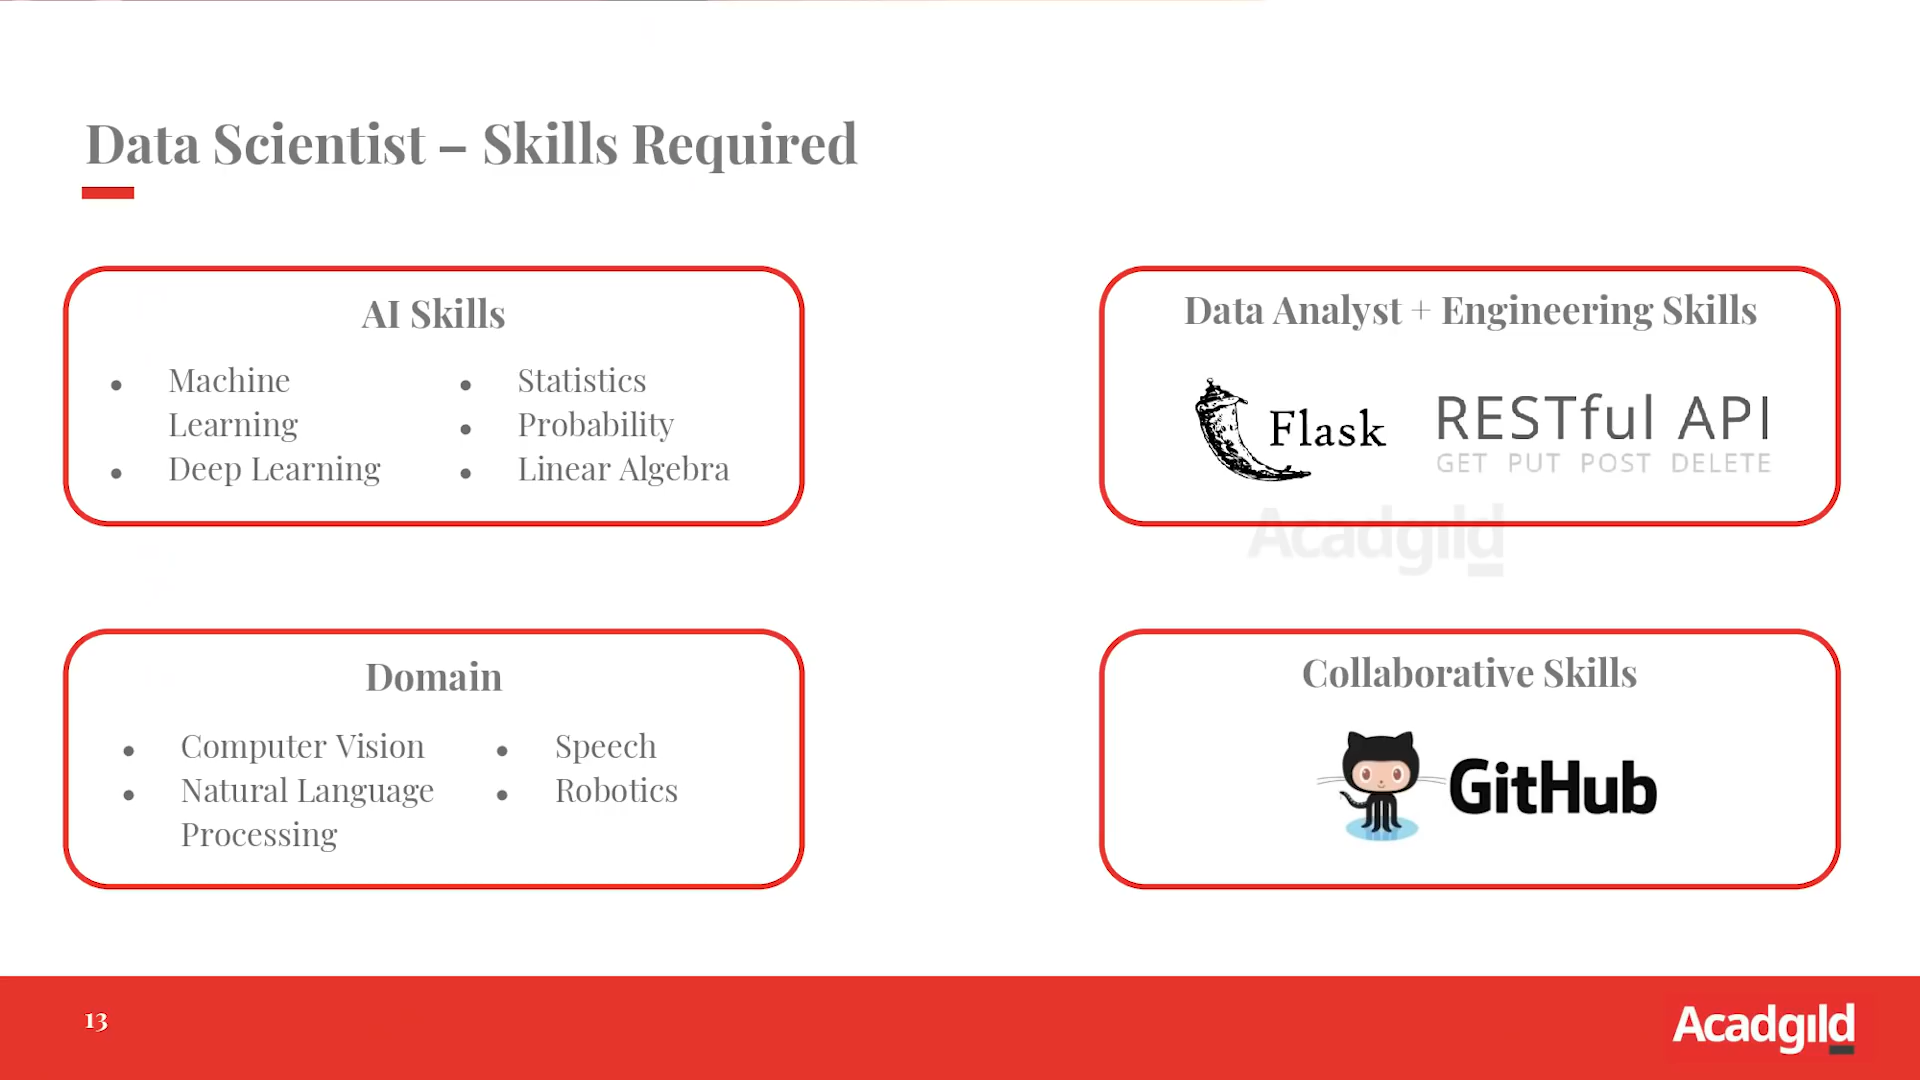 Data Scientist – Skills Required
AI Skills
Machine
Learning
Deep Learning
Statistics
Probability
Linear Algebra
Data Analyst + Engineering Skills
Flask
RESTful API
GET PUT POST DELETE
Acadgild
Domain
Computer Vision
Natural Language
Processing
Speech
Robotics
Collaborative Skills
GitHub
13
Acadgild